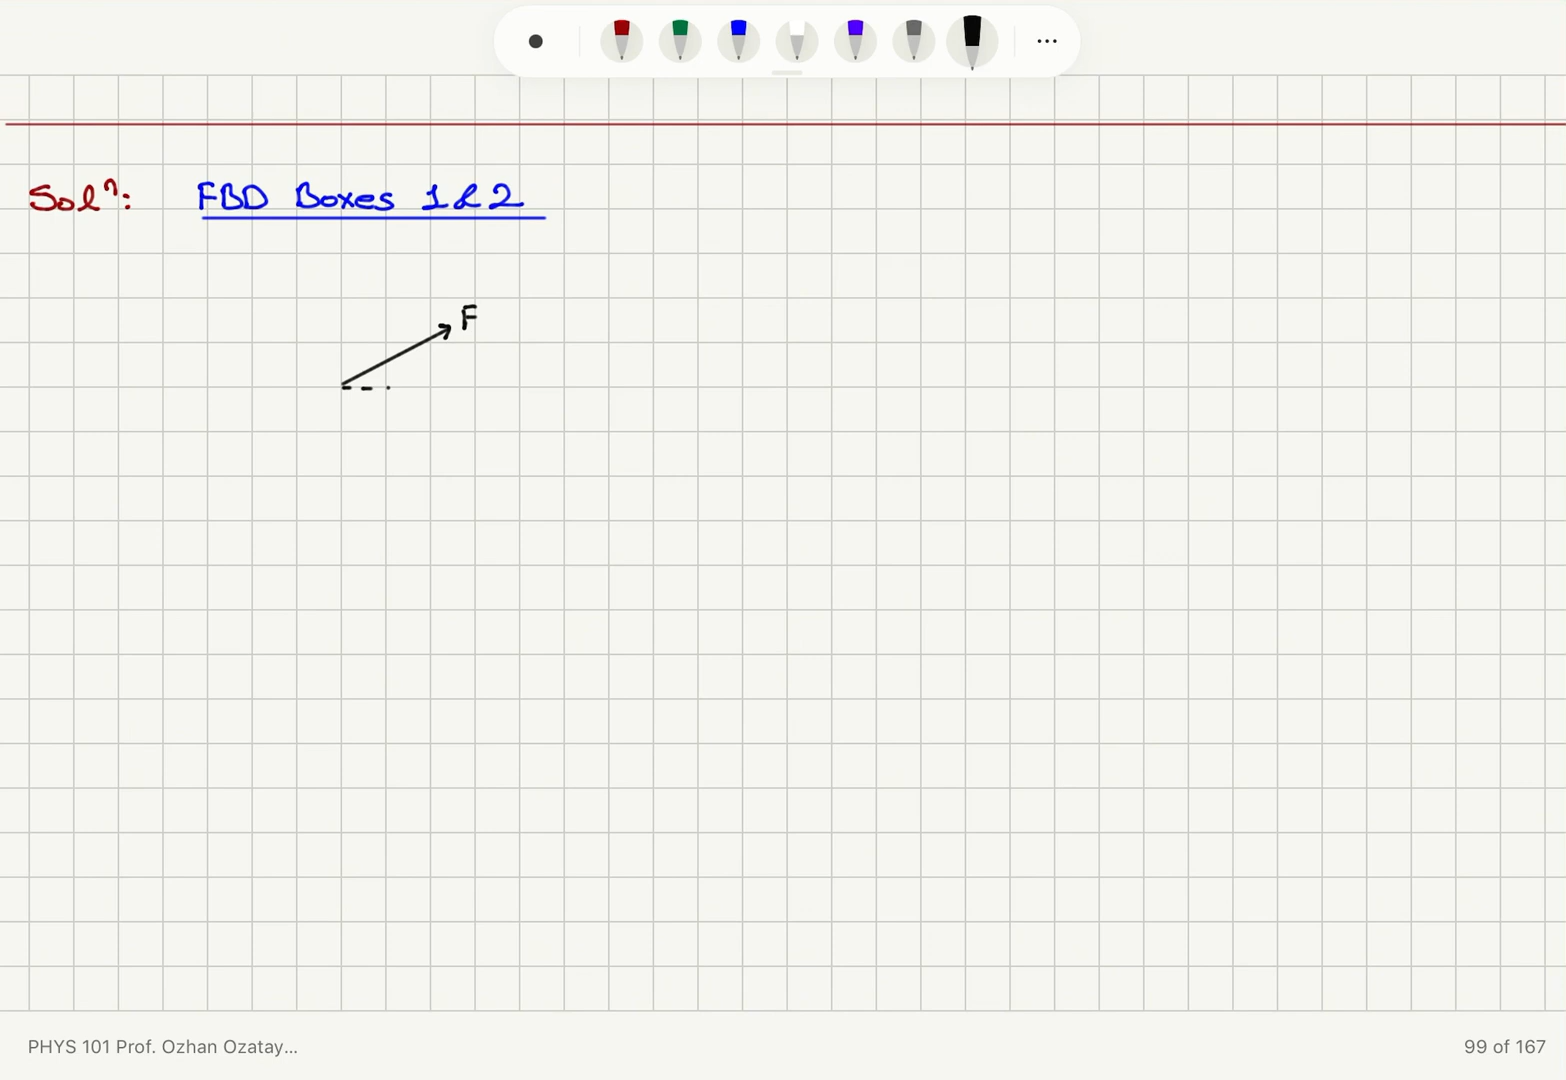 Solⁿ: FBD Boxes 1 & 2
F
PHYS 101 Prof. Ozhan Ozatay...
99 of 167